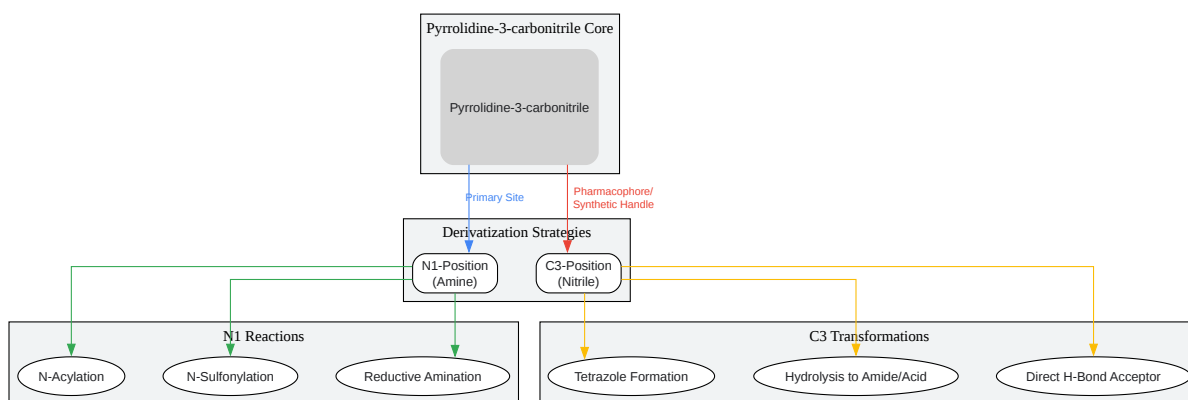 Pyrrolidine-3-carbonitrile Core
Pyrrolidine-3-carbonitrile
Primary Site
Pharmacophore/
Synthetic Handle
Derivatization Strategies
N1-Position
(Amine)
C3-Position
(Nitrile)
N1 Reactions
N-Acylation
N-Sulfonylation
Reductive Amination
C3 Transformations
Tetrazole Formation
Hydrolysis to Amide/Acid
Direct H-Bond Acceptor